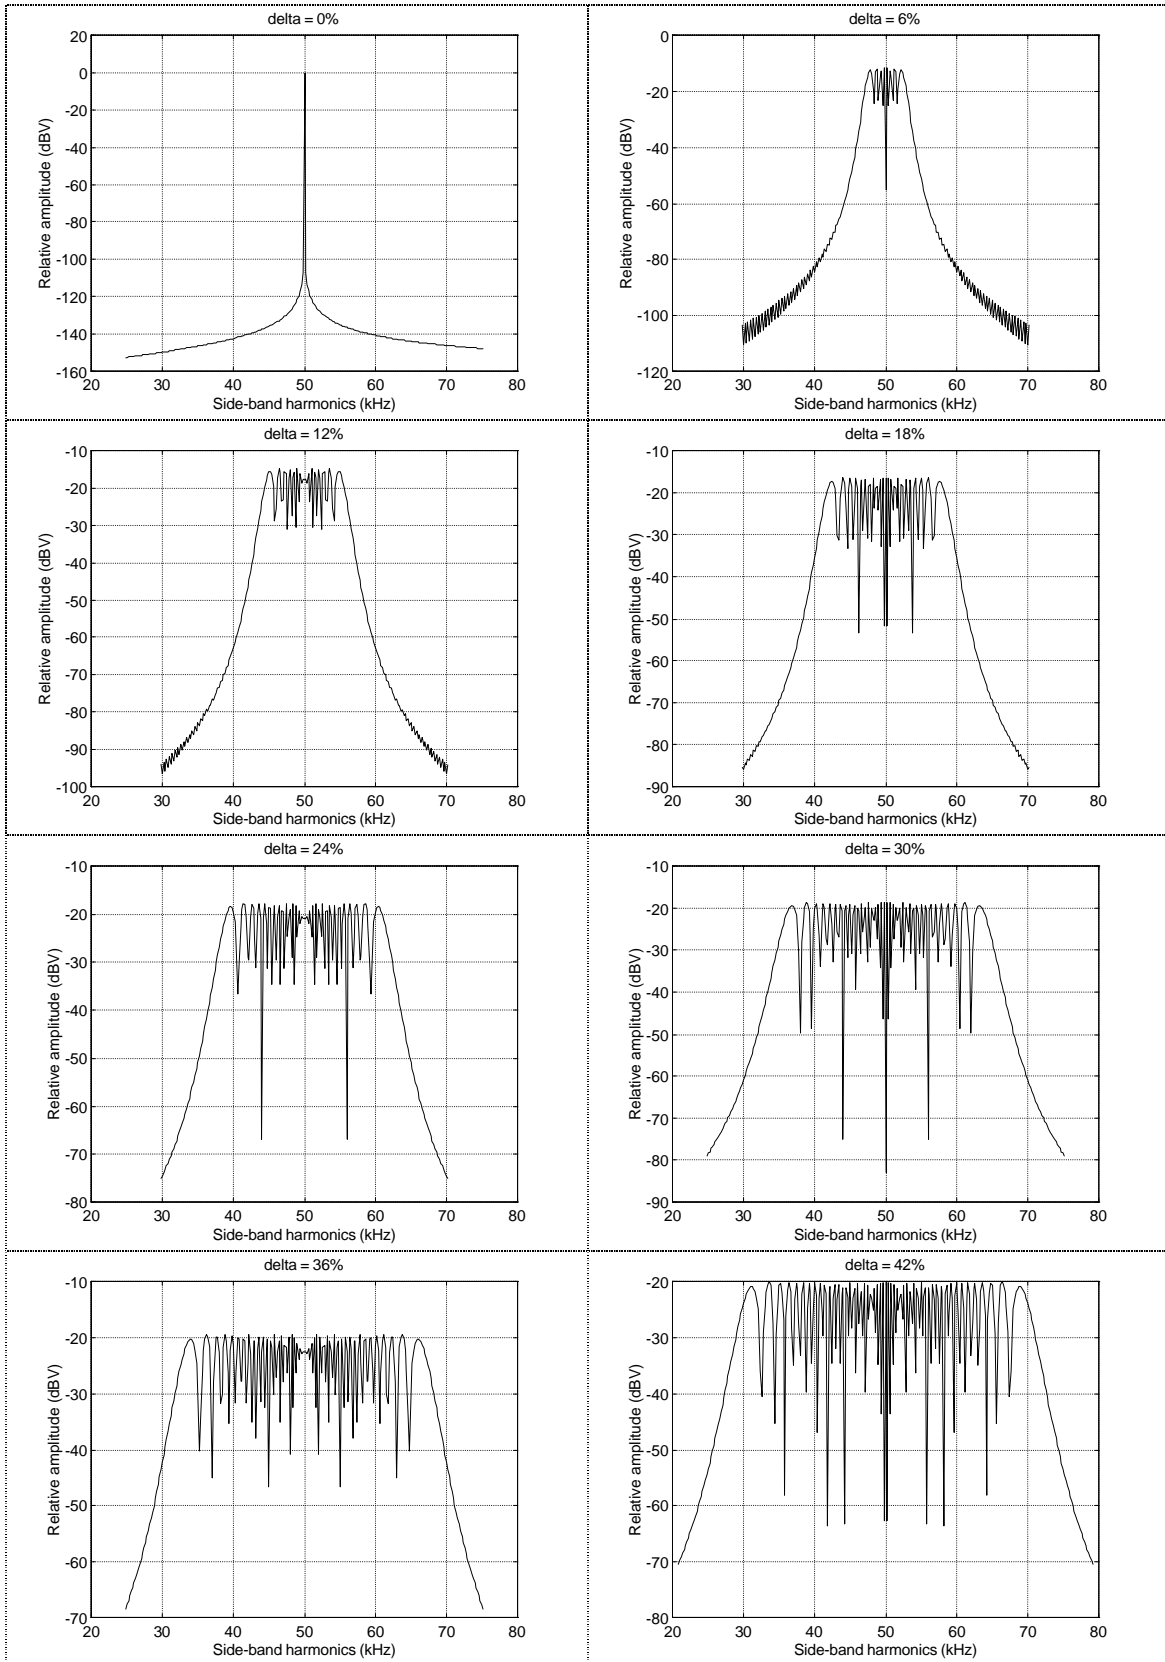 delta = 0%
20
0
-20
-40
-60
-80
-100
-120
-140
-160
Relative amplitude (dBV)
20 30 40 50 60 70 80
Side-band harmonics (kHz)
delta = 6%
0
-20
-40
-60
-80
-100
-120
Relative amplitude (dBV)
20 30 40 50 60 70 80
Side-band harmonics (kHz)
delta = 12%
-10
-20
-30
-40
-50
-60
-70
-80
-90
-100
Relative amplitude (dBV)
20 30 40 50 60 70 80
Side-band harmonics (kHz)
delta = 18%
-10
-20
-30
-40
-50
-60
-70
-80
-90
Relative amplitude (dBV)
20 30 40 50 60 70 80
Side-band harmonics (kHz)
delta = 24%
-10
-20
-30
-40
-50
-60
-70
-80
Relative amplitude (dBV)
20 30 40 50 60 70 80
Side-band harmonics (kHz)
delta = 30%
-10
-20
-30
-40
-50
-60
-70
-80
-90
Relative amplitude (dBV)
20 30 40 50 60 70 80
Side-band harmonics (kHz)
delta = 36%
-10
-20
-30
-40
-50
-60
-70
Relative amplitude (dBV)
20 30 40 50 60 70 80
Side-band harmonics (kHz)
delta = 42%
-20
-30
-40
-50
-60
-70
-80
Relative amplitude (dBV)
20 30 40 50 60 70 80
Side-band harmonics (kHz)